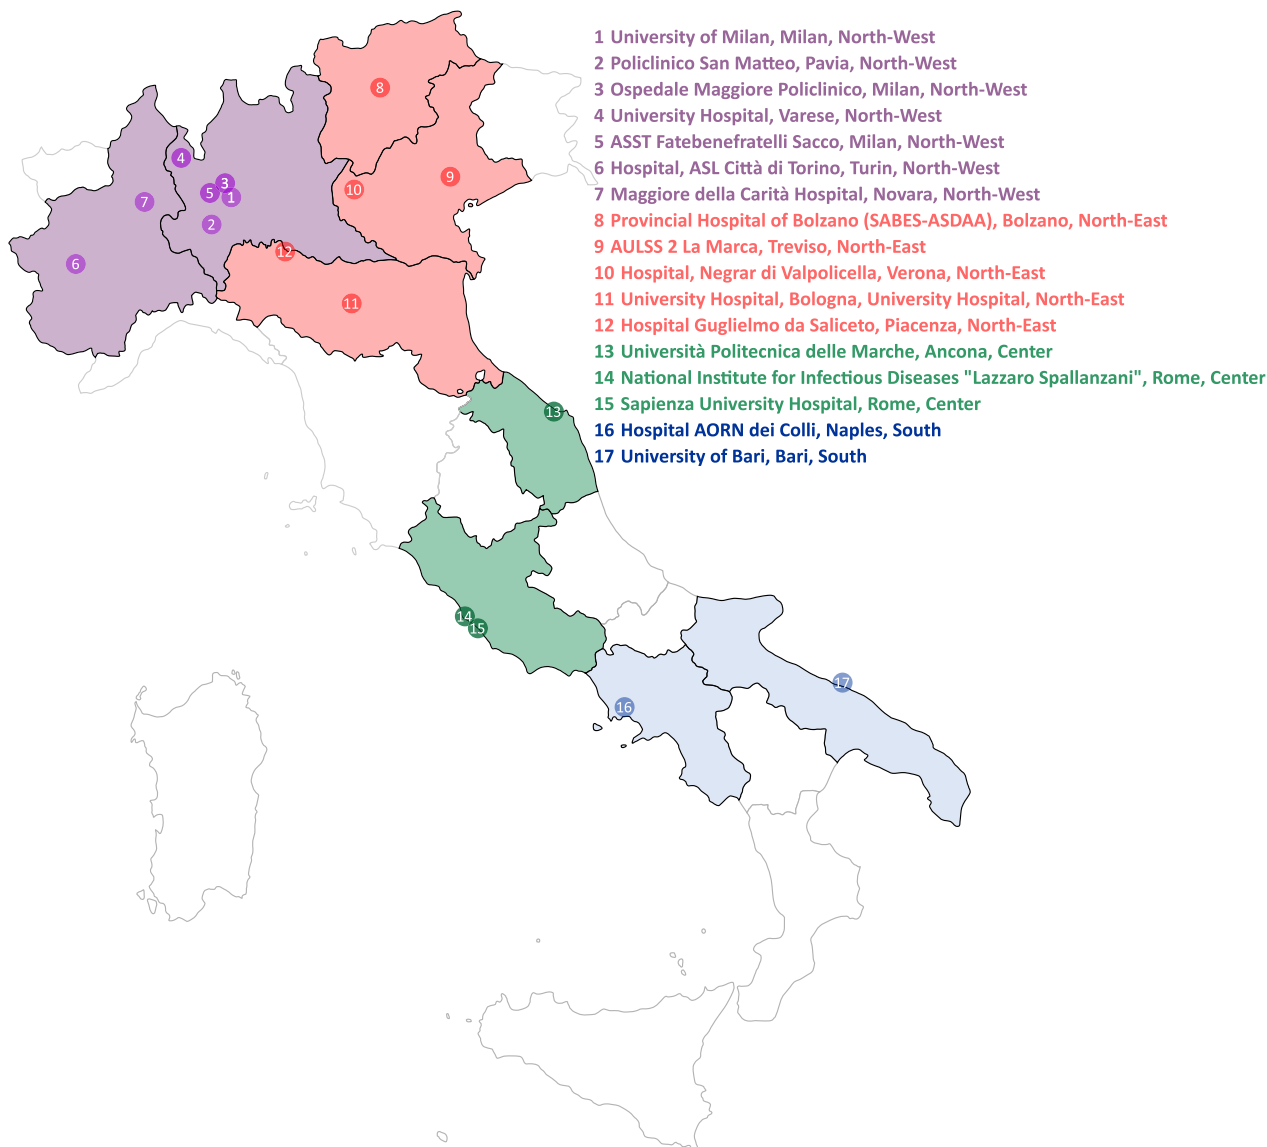 1 University of Milan, Milan, North-West
2 Policlinico San Matteo, Pavia, North-West
3 Ospedale Maggiore Policlinico, Milan, North-West
4 University Hospital, Varese, North-West
5 ASST Fatebenefratelli Sacco, Milan, North-West
6 Hospital, ASL Città di Torino, Turin, North-West
7 Maggiore della Carità Hospital, Novara, North-West
8 Provincial Hospital of Bolzano (SABES-ASDAA), Bolzano, North-East
9 AULSS 2 La Marca, Treviso, North-East
10 Hospital, Negrar di Valpolicella, Verona, North-East
11 University Hospital, Bologna, University Hospital, North-East
12 Hospital Guglielmo da Saliceto, Piacenza, North-East
13 Università Politecnica delle Marche, Ancona, Center
14 National Institute for Infectious Diseases "Lazzaro Spallanzani", Rome, Center
15 Sapienza University Hospital, Rome, Center
16 Hospital AORN dei Colli, Naples, South
17 University of Bari, Bari, South
8
4
9
3
10
5
1
7
2
12
6
11
13
14
15
17
16